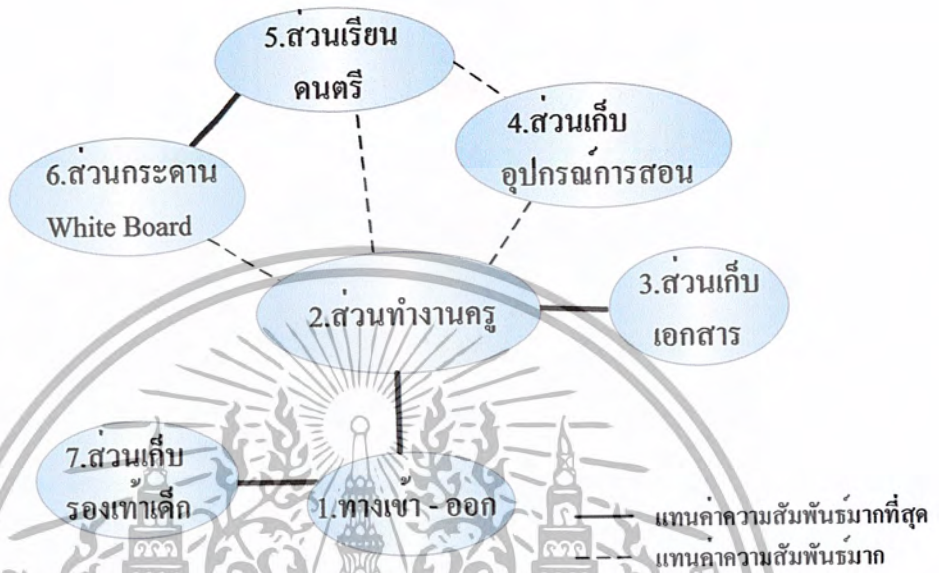 5.ส่วนเรียน
ดนตรี
4.ส่วนเก็บ
อุปกรณ์การสอน
6.ส่วนกระดาน
White Board
3.ส่วนเก็บ
เอกสาร
2.ส่วนทำงานครู
7.ส่วนเก็บ
รองเท้าเด็ก
1.ทางเข้า - ออก
แทนค่าความสัมพันธ์มากที่สุด
แทนค่าความสัมพันธ์มาก